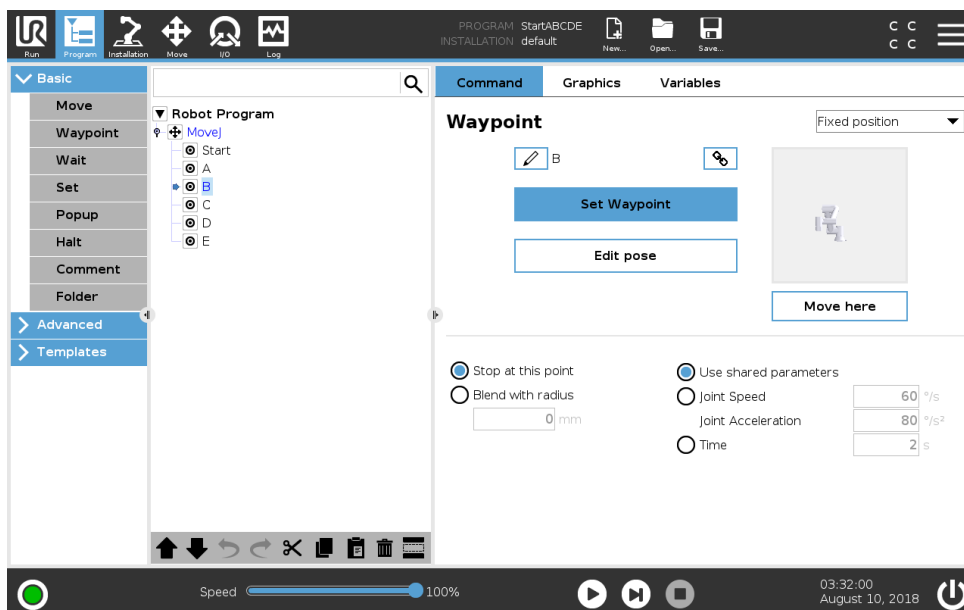 UR
PROGRAM StartABCDE
INSTALLATION default
Run Program Installation Move I/O Log
New... Open... Save...
C C
C C
Basic
Move
Waypoint
Wait
Set
Popup
Halt
Comment
Folder
Advanced
Templates
Robot Program
MoveJ
Start
A
B
C
D
E
Command Graphics Variables
Waypoint
Fixed position
B
Set Waypoint
Edit pose
Move here
Stop at this point
Blend with radius
0 mm
Use shared parameters
Joint Speed 60 °/s
Joint Acceleration 80 °/s²
Time 2 s
Speed 100%
03:32:00
August 10, 2018